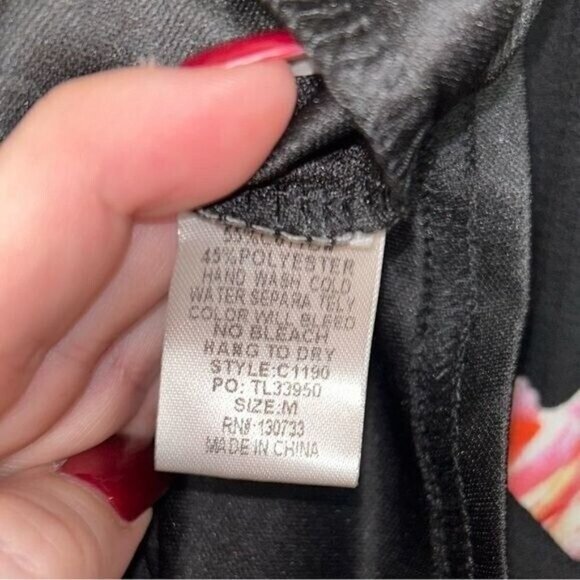 45%POLYESTER
HAND WASH COLD
WATER SEPARA TELY
COLOR WILL BLEED
NO BLEACH
HANG TO DRY
STYLE:C1190
PO: TL33950
SIZE:M
RN#:130733
MADE IN CHINA